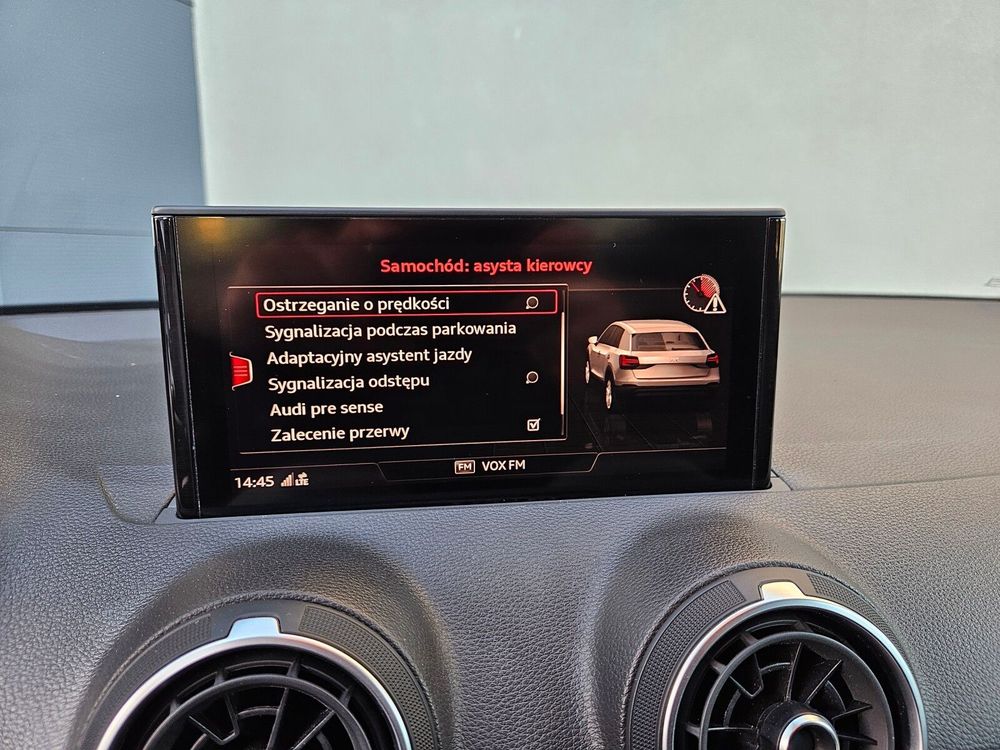 Samochód: asysta kierowcy
Ostrzeganie o prędkości
Sygnalizacja podczas parkowania
Adaptacyjny asystent jazdy
Sygnalizacja odstępu
Audi pre sense
Zalecenie przerwy
FM VOX FM
14:45 LTE